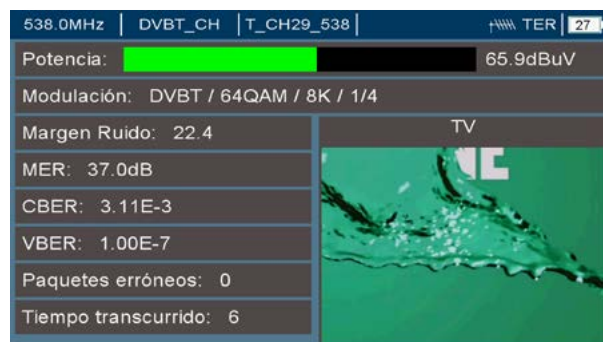 538.0MHz DVBT_CH T_CH29_538 TER 27
Potencia: 65.9dBuV
Modulación: DVBT / 64QAM / 8K / 1/4
Margen Ruido: 22.4
TV
MER: 37.0dB
CBER: 3.11E-3
VBER: 1.00E-7
Paquetes erróneos: 0
Tiempo transcurrido: 6